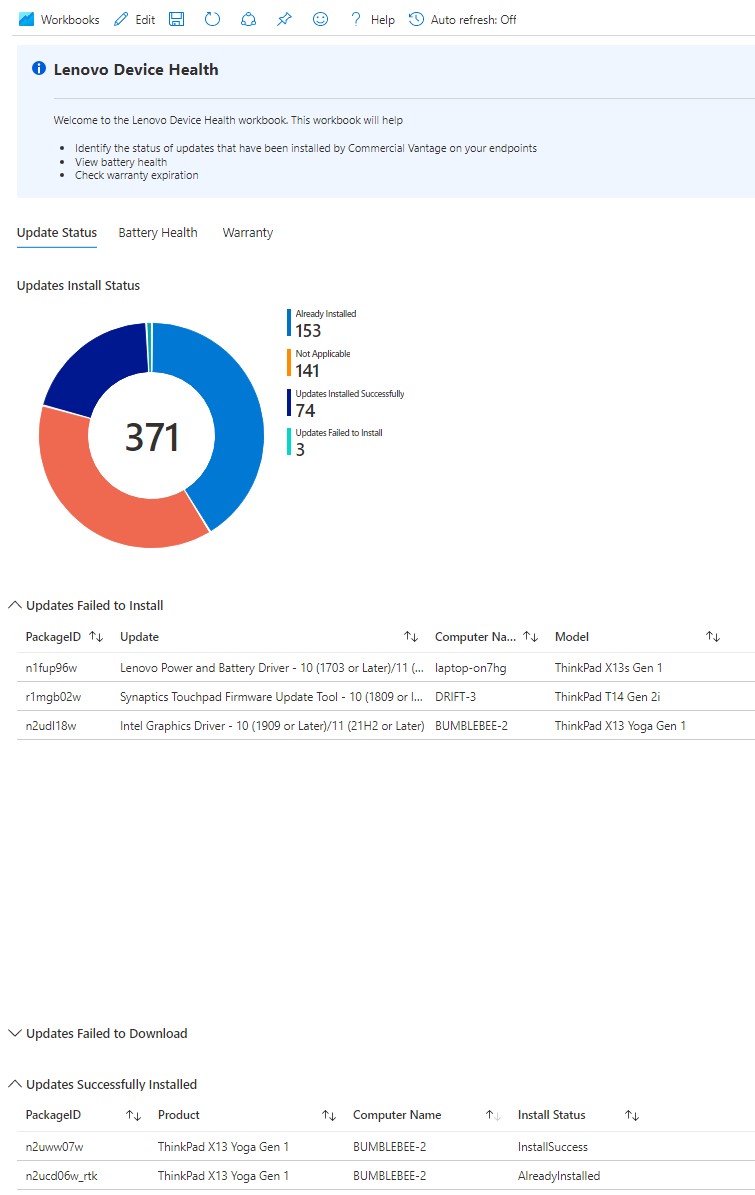 Workbooks Edit Help Auto refresh: Off
Lenovo Device Health
Welcome to the Lenovo Device Health workbook. This workbook will help
• Identify the status of updates that have been installed by Commercial Vantage on your endpoints
• View battery health
• Check warranty expiration
Update Status Battery Health Warranty
Updates Install Status
Already Installed
153
Not Applicable
141
Updates Installed Successfully
74
Updates Failed to Install
3
371
Updates Failed to Install
PackageID Update Computer Na... Model
n1fup96w Lenovo Power and Battery Driver - 10 (1703 or Later)/11 (... laptop-on7hg ThinkPad X13s Gen 1
r1mgb02w Synaptics Touchpad Firmware Update Tool - 10 (1809 or l... DRIFT-3 ThinkPad T14 Gen 2i
n2udl18w Intel Graphics Driver - 10 (1909 or Later)/11 (21H2 or Later) BUMBLEBEE-2 ThinkPad X13 Yoga Gen 1
Updates Failed to Download
Updates Successfully Installed
PackageID Product Computer Name Install Status
n2uww07w ThinkPad X13 Yoga Gen 1 BUMBLEBEE-2 InstallSuccess
n2ucd06w_rtk ThinkPad X13 Yoga Gen 1 BUMBLEBEE-2 AlreadyInstalled